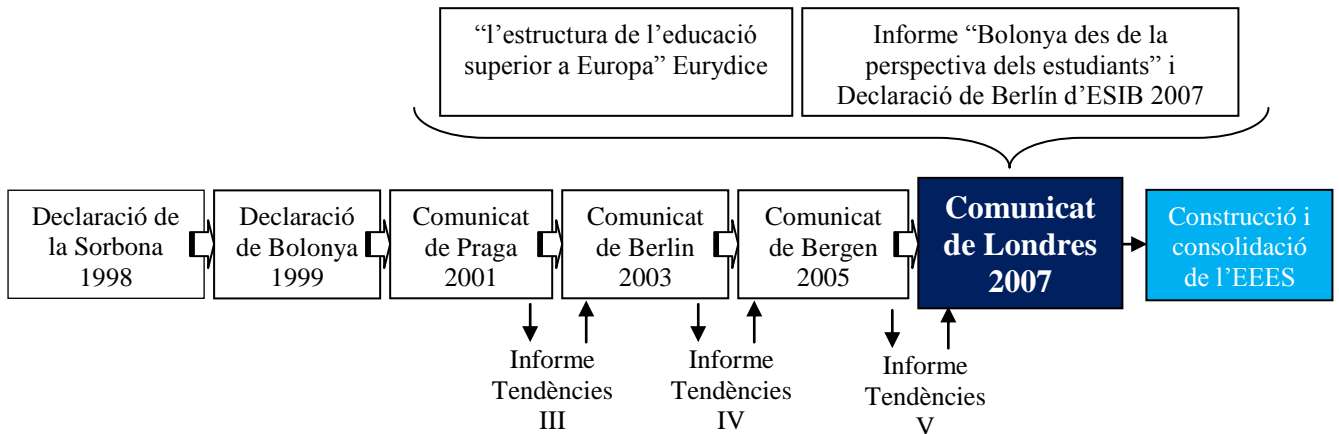 “l’estructura de l’educació
superior a Europa” Eurydice
Informe “Bolonya des de la
perspectiva dels estudiants” i
Declaració de Berlín d’ESIB 2007
Declaració de
la Sorbona
1998
Declaració
de Bolonya
1999
Comunicat
de Praga
2001
Comunicat
de Berlin
2003
Comunicat
de Bergen
2005
Comunicat
de Londres
2007
Construcció i
consolidació
de l’EEES
Informe
Tendències
III
Informe
Tendències
IV
Informe
Tendències
V